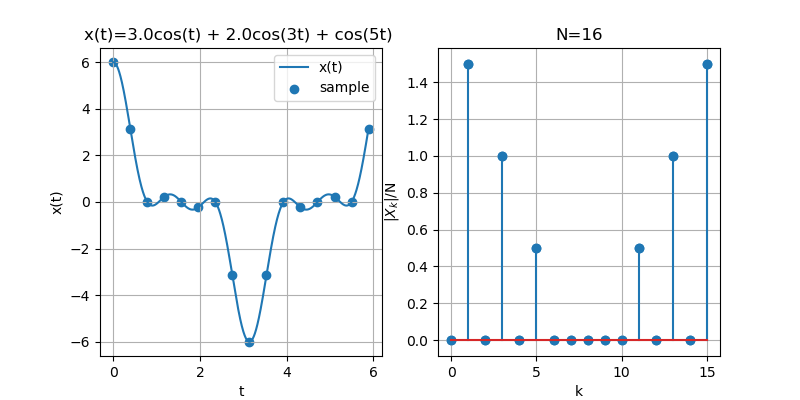 x(t)=3.0cos(t) + 2.0cos(3t) + cos(5t)
x(t)
sample
6
4
2
0
−2
−4
−6
x(t)
0
2
4
6
t
N=16
1.4
1.2
1.0
0.8
0.6
0.4
0.2
0.0
|X_k|/N
0
5
10
15
k